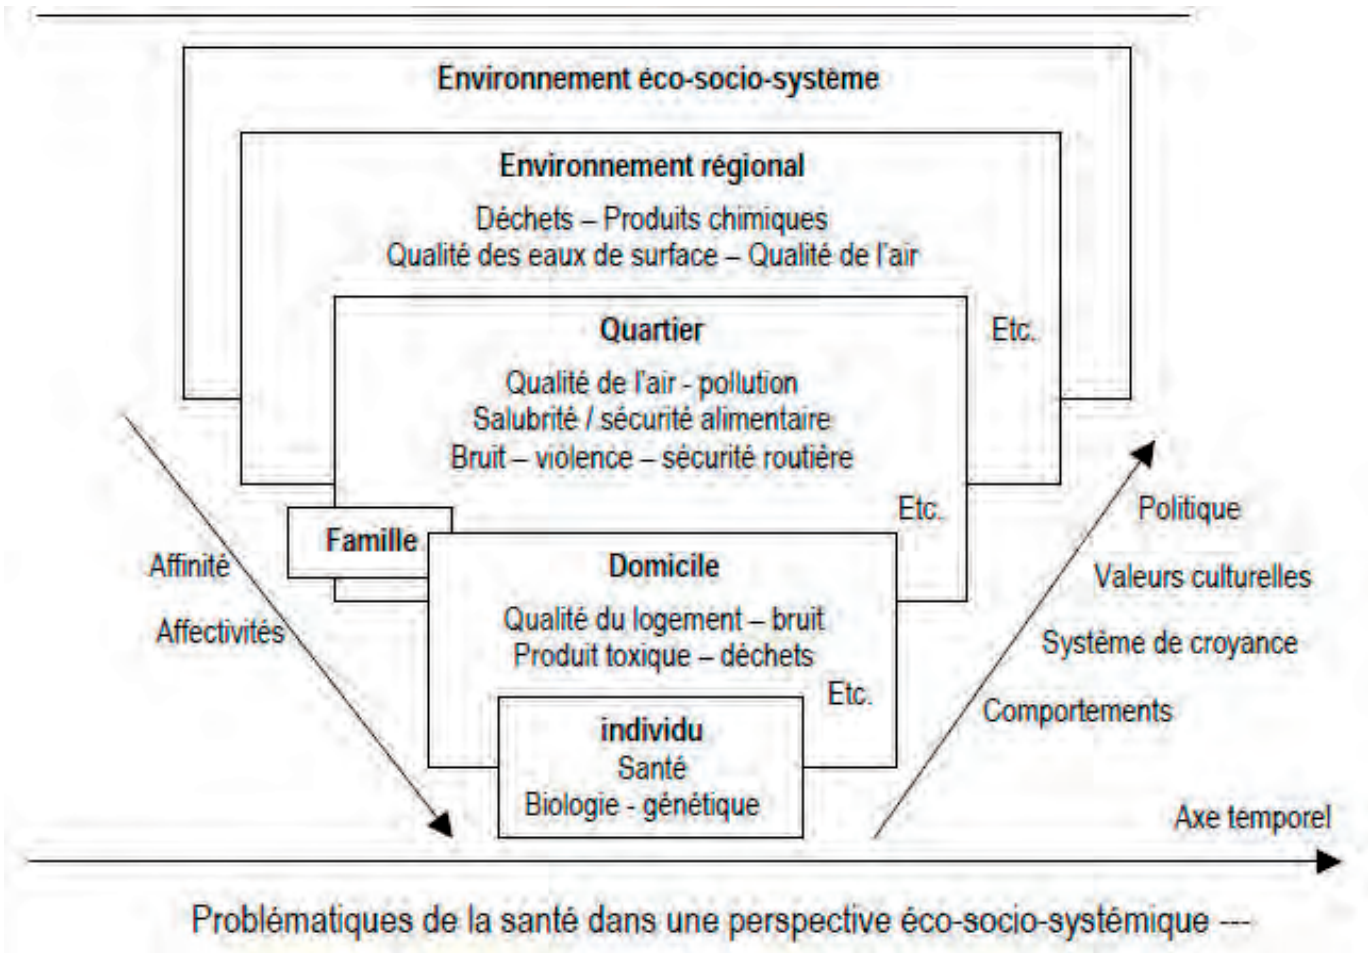 Environnement éco-socio-système
Environnement régional
Déchets – Produits chimiques
Qualité des eaux de surface – Qualité de l'air
Etc.
Quartier
Qualité de l'air - pollution
Salubrité / sécurité alimentaire
Bruit – violence – sécurité routière
Etc.
Famille
Domicile
Qualité du logement – bruit
Produit toxique – déchets
Etc.
individu
Santé
Biologie - génétique
Affinité
Affectivités
Politique
Valeurs culturelles
Système de croyance
Comportements
Axe temporel
Problématiques de la santé dans une perspective éco-socio-systémique ---